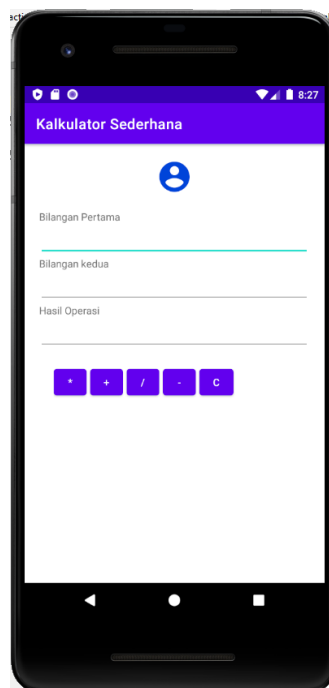 8:27
Kalkulator Sederhana
Bilangan Pertama
Bilangan kedua
Hasil Operasi
* + / - C